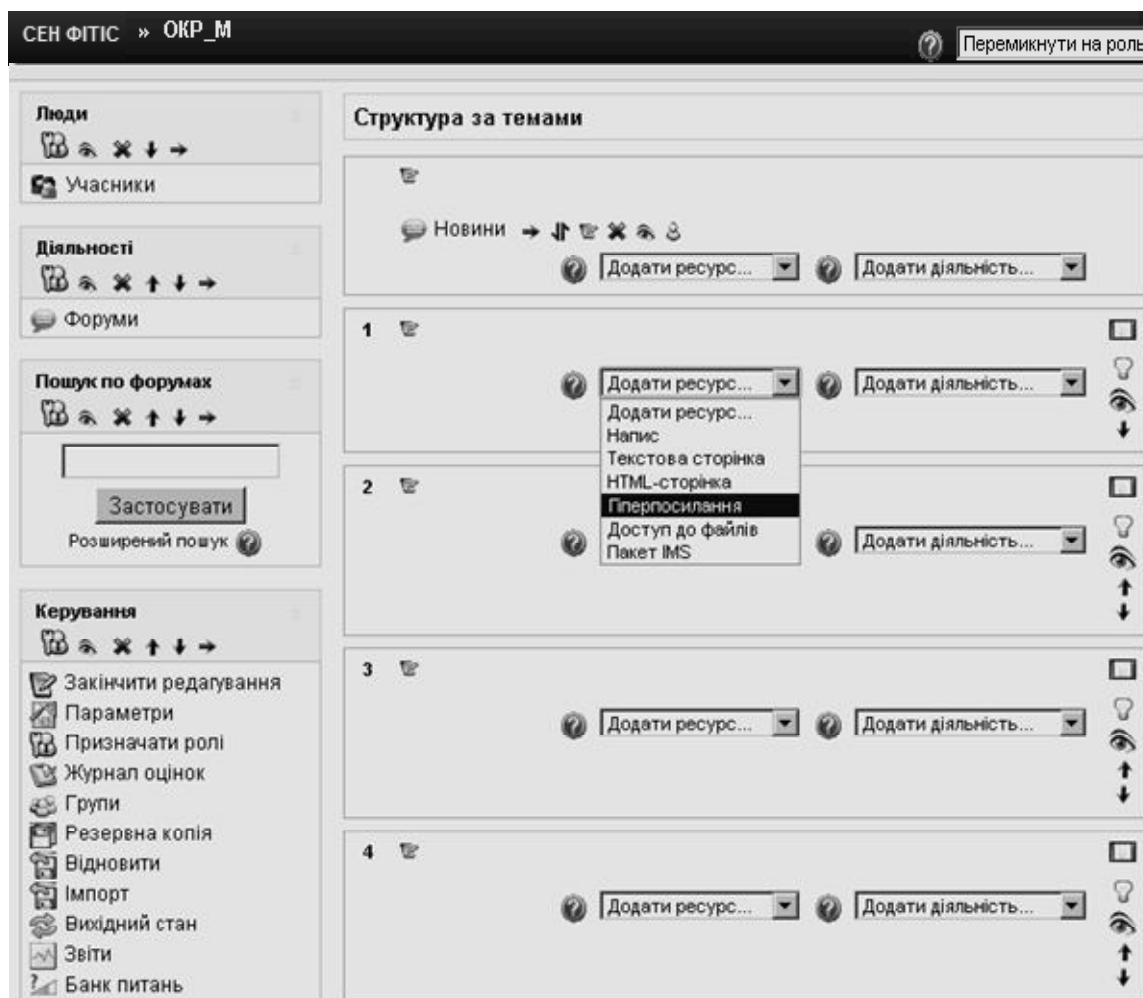 СЕН ФІТІС » ОКР_М
Перемикнути на роль
Люди
Учасники
Діяльності
Форуми
Пошук по форумах
Застосувати
Розширений пошук
Керування
Закінчити редагування
Параметри
Призначати ролі
Журнал оцінок
Групи
Резервна копія
Відновити
Імпорт
Вихідний стан
Звіти
Банк питань
Структура за темами
Новини
Додати ресурс... Додати діяльність...
1
Додати ресурс... Додати діяльність...
Додати ресурс...
Напис
Текстова сторінка
HTML-сторінка
Гіперпосилання
Доступ до файлів
Пакет IMS
2
Додати діяльність...
3
Додати ресурс... Додати діяльність...
4
Додати ресурс... Додати діяльність...